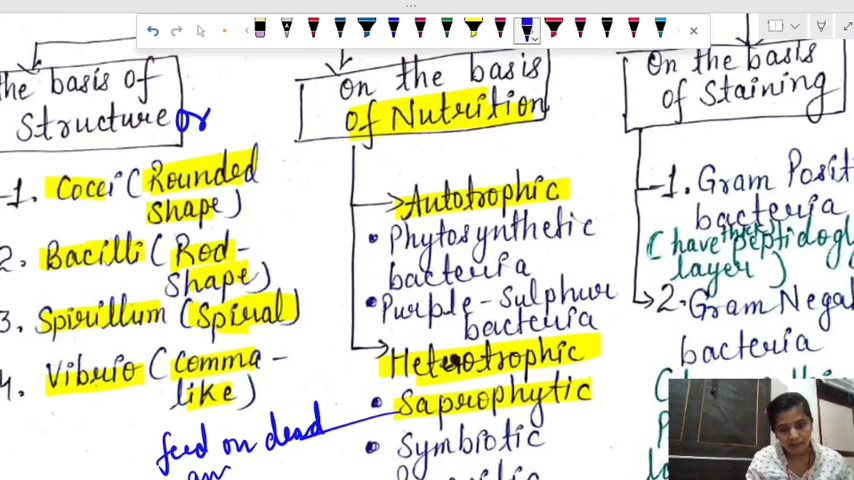 the basis of
Structure or
1. Cocci (Rounded
shape)
2. Bacilli (Rod-
Shape)
3. Spirillum (Spiral)
4. Vibrio (comma-
like)
feed on dead
On the basis
of Nutrition
Autotrophic
• Phytosynthetic
bacteria
• Purple-Sulphur
bacteria
Heterotrophic
• Saprophytic
• Symbiotic
On the basis
of Staining
1. Gram Posit
bacteria
(have thick peptidogl
layer)
2. Gram Negat
bacteria